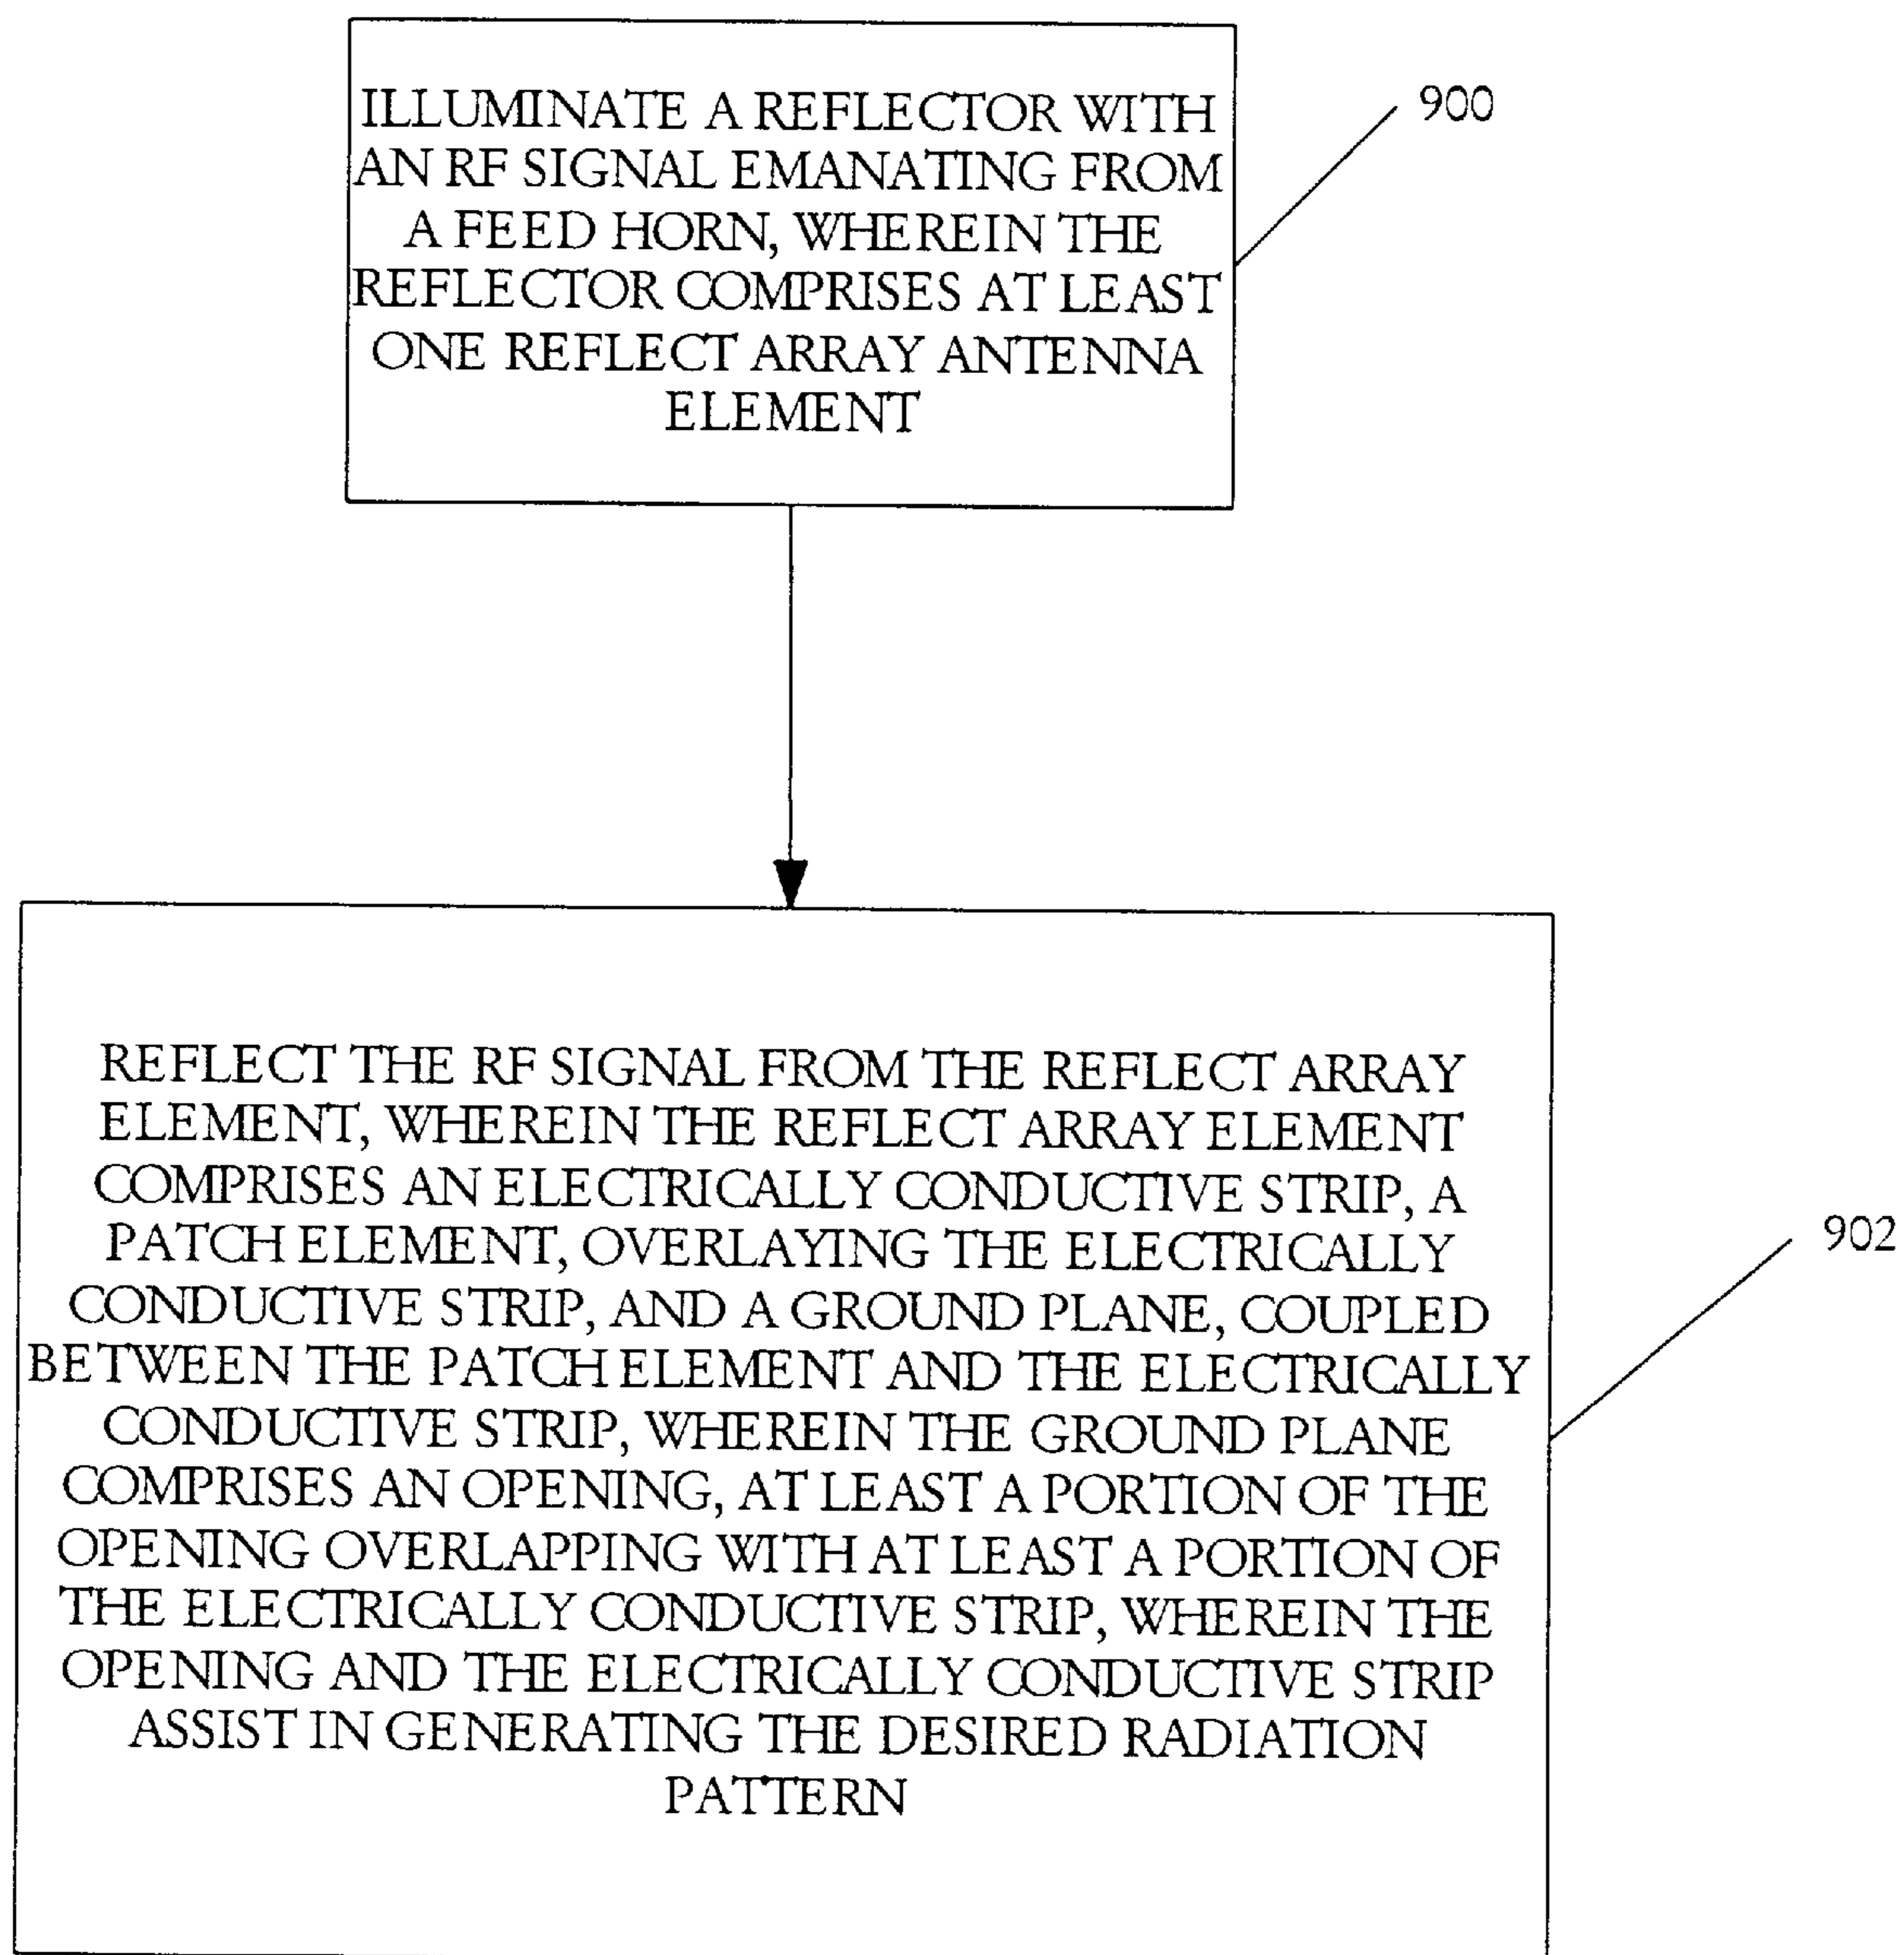 ILLUMINATE A REFLECTOR WITH
AN RF SIGNAL EMANATING FROM
A FEED HORN, WHEREIN THE
REFLECTOR COMPRISES AT LEAST
ONE REFLECT ARRAY ANTENNA
ELEMENT
900
REFLECT THE RF SIGNAL FROM THE REFLECT ARRAY
ELEMENT, WHEREIN THE REFLECT ARRAY ELEMENT
COMPRISES AN ELECTRICALLY CONDUCTIVE STRIP, A
PATCH ELEMENT, OVERLAYING THE ELECTRICALLY
CONDUCTIVE STRIP, AND A GROUND PLANE, COUPLED
BETWEEN THE PATCH ELEMENT AND THE ELECTRICALLY
CONDUCTIVE STRIP, WHEREIN THE GROUND PLANE
COMPRISES AN OPENING, AT LEAST A PORTION OF THE
OPENING OVERLAPPING WITH AT LEAST A PORTION OF
THE ELECTRICALLY CONDUCTIVE STRIP, WHEREIN THE
OPENING AND THE ELECTRICALLY CONDUCTIVE STRIP
ASSIST IN GENERATING THE DESIRED RADIATION
PATTERN
902